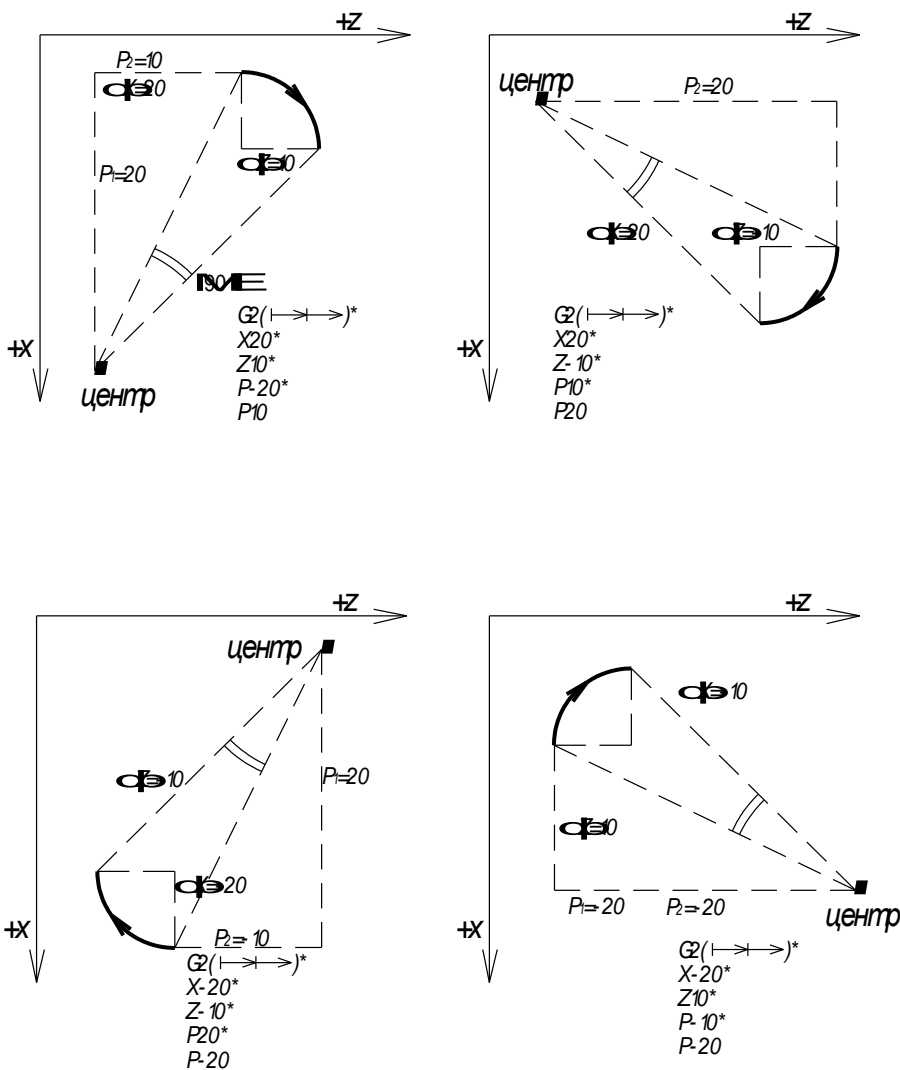 +Z
P2=10
P1=20
центр
+X
G2( )*
X20*
Z10*
P-20*
P10
+Z
центр
P2=20
+X
G2( )*
X20*
Z-10*
P10*
P20
+Z
центр
P1=20
P2=-10
+X
G2( )*
X-20*
Z-10*
P20*
P-20
+Z
P1=-20
P2=-20
центр
+X
G2( )*
X-20*
Z10*
P-10*
P-20